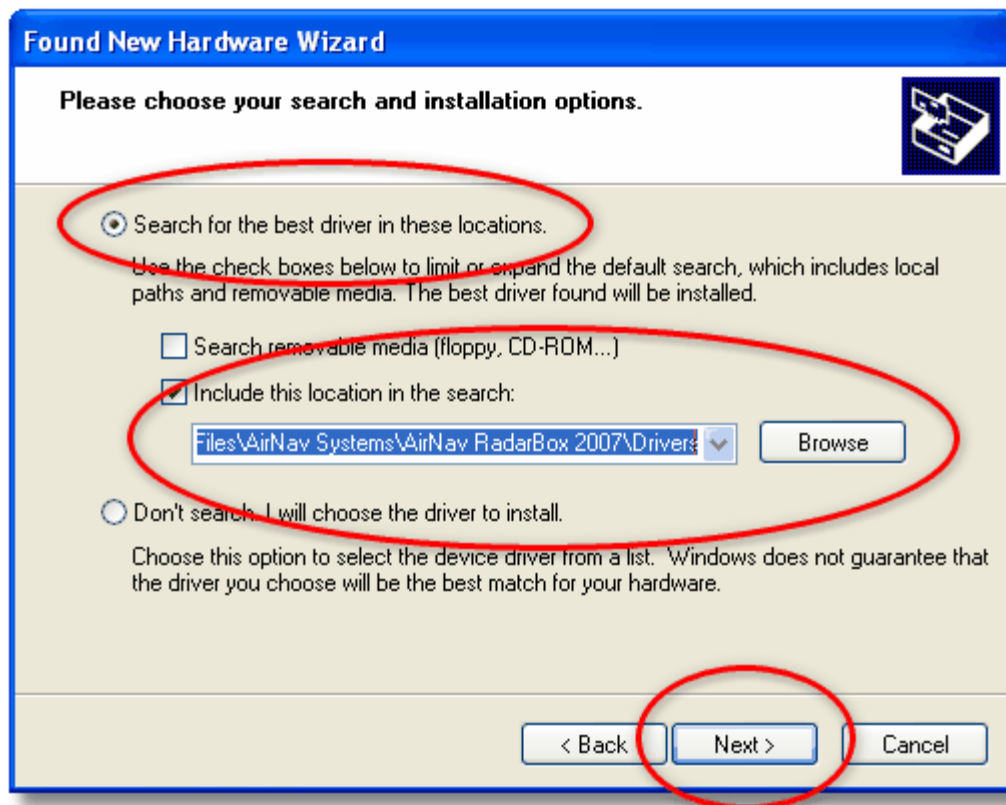 Found New Hardware Wizard
Please choose your search and installation options.
Search for the best driver in these locations.
Use the check boxes below to limit or expand the default search, which includes local
paths and removable media. The best driver found will be installed.
Search removable media (floppy, CD-ROM...)
Include this location in the search:
Files\AirNav Systems\AirNav RadarBox 2007\Drivers
Browse
Don't search. I will choose the driver to install.
Choose this option to select the device driver from a list.  Windows does not guarantee that
the driver you choose will be the best match for your hardware.
< Back
Next >
Cancel